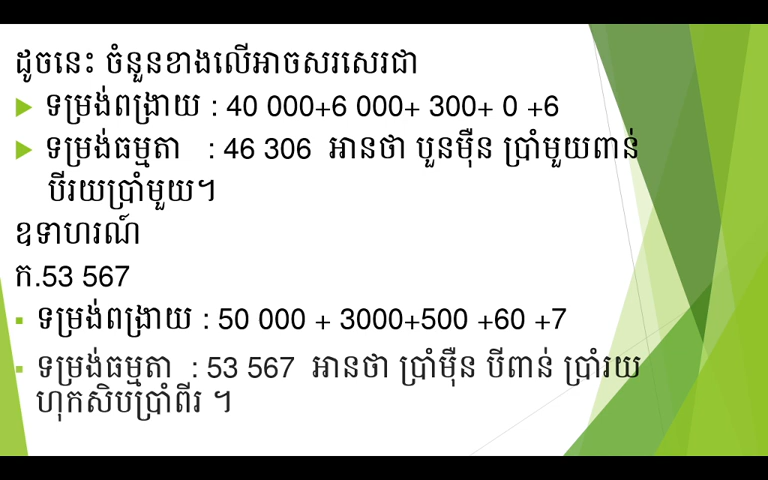 ដូចនេះ ចំនួនខាងលើអាចសរសេរជា
ទម្រង់ពង្រាយ : 40 000+6 000+ 300+ 0 +6
ទម្រង់ធម្មតា : 46 306 អានថា បួនម៉ឺន ប្រាំមួយពាន់
បីរយប្រាំមួយ។
ឧទាហរណ៍
ក.53 567
ទម្រង់ពង្រាយ : 50 000 + 3000+500 +60 +7
ទម្រង់ធម្មតា : 53 567 អានថា ប្រាំម៉ឺន បីពាន់ ប្រាំរយ
ហុកសិបប្រាំពីរ ។